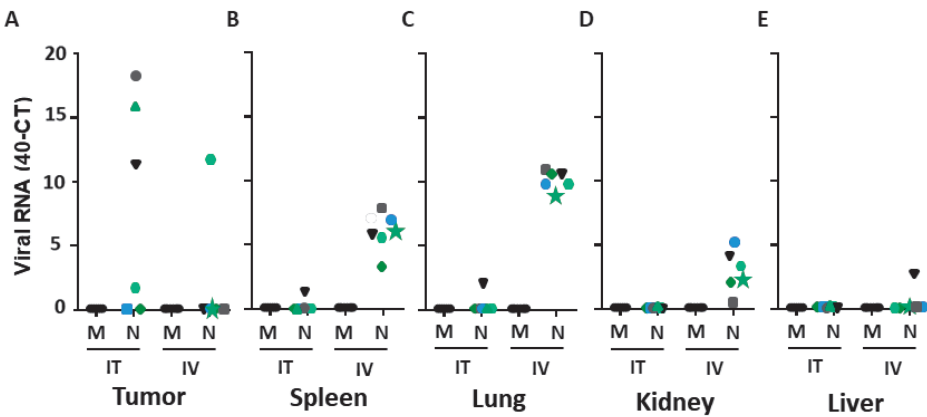 A B C D E
Viral RNA (40-CT)
20
15
10
5
0
M N M N M N M N M N M N M N M N M N M N
IT IV IT IV IT IV IT IV IT IV
Tumor Spleen Lung Kidney Liver